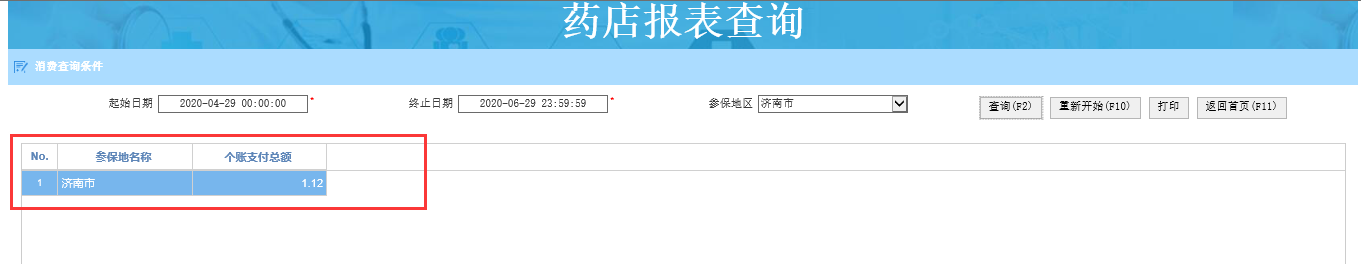 药店报表查询
消费查询条件
起始日期 2020-04-29 00:00:00 * 终止日期 2020-06-29 23:59:59 * 参保地区 济南市 查询(F2) 重新开始(F10) 打印 返回首页(F11)
No. 参保地名称 个账支付总额
1 济南市 1.12